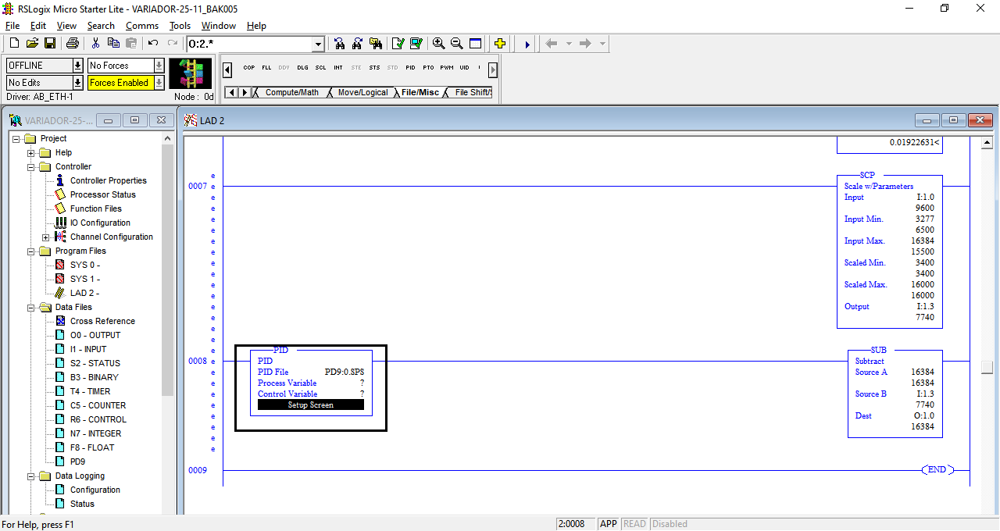 RSLogix Micro Starter Lite - VARIADOR-25-11_BAK005
File Edit View Search Comms Tools Window Help
O:2.*
OFFLINE No Forces
No Edits Forces Enabled
Driver: AB_ETH-1 Node : 0d
COP FLL DDV DLG SCL INT STE STS STD PID PTO PWM UID
Compute/Math Move/Logical File/Misc File Shift/
VARIADOR-25-...
Project
Help
Controller
Controller Properties
Processor Status
Function Files
IO Configuration
Channel Configuration
Program Files
SYS 0 -
SYS 1 -
LAD 2 -
Data Files
Cross Reference
O0 - OUTPUT
I1 - INPUT
S2 - STATUS
B3 - BINARY
T4 - TIMER
C5 - COUNTER
R6 - CONTROL
N7 - INTEGER
F8 - FLOAT
PD9
Data Logging
Configuration
Status
LAD 2
0.01922631<
e
0007 e
e
e
e
e
e
e
e
e
e
e
e
e
e
e
SCP
Scale w/Parameters
Input I:1.0
9600
Input Min. 3277
6500
Input Max. 16384
15500
Scaled Min. 3400
3400
Scaled Max. 16000
16000
Output I:1.3
7740
0008 e
e
e
e
e
e
e
e
e
PID
PID
PID File PD9:0.SPS
Process Variable ?
Control Variable ?
Setup Screen
SUB
Subtract
Source A 16384
16384
Source B I:1.3
7740
Dest O:1.0
16384
0009
END
For Help, press F1 2:0008 APP READ Disabled